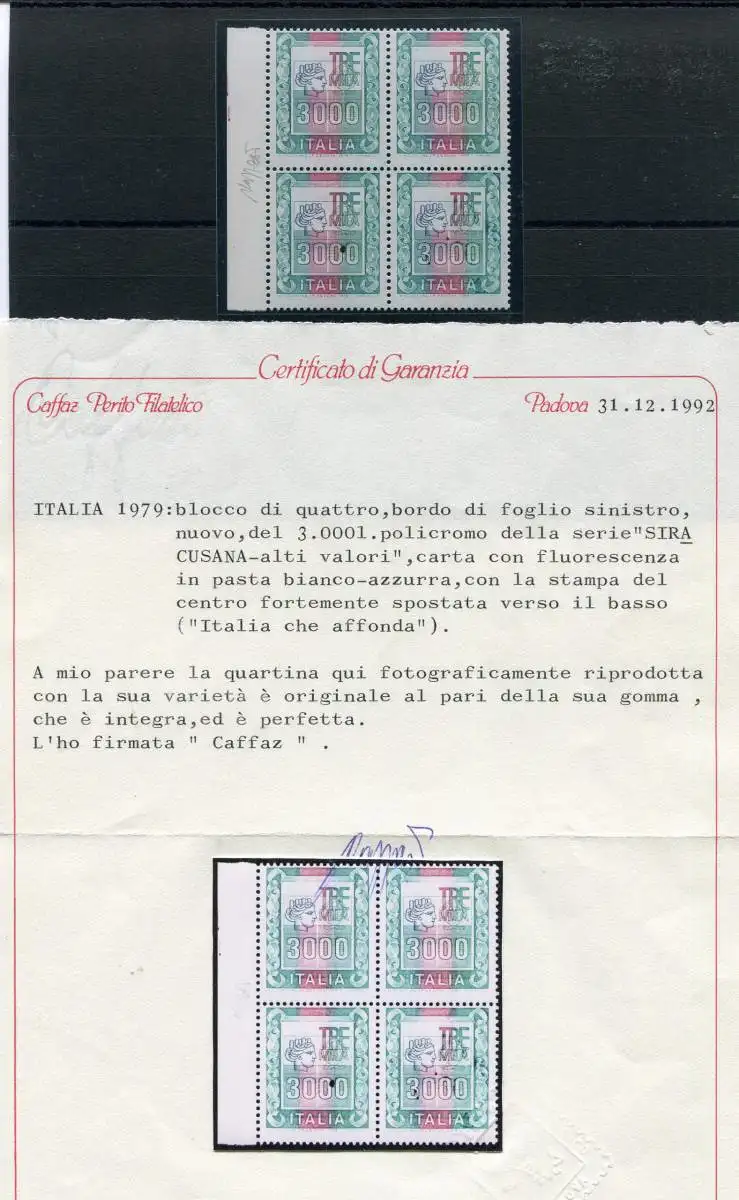 TRE TRE
MILA MILA
3000 3000
ITALIA ITALIA
TRE TRE
MILA MILA
3000 3000
ITALIA ITALIA
Certificato di Garanzia
Caffaz Perito Filatelico Padova 31.12.1992
ITALIA 1979:blocco di quattro,bordo di foglio sinistro,
nuovo,del 3.000l.policromo della serie"SIRA
CUSANA-alti valori",carta con fluorescenza
in pasta bianco-azzurra,con la stampa del
centro fortemente spostata verso il basso
("Italia che affonda").
A mio parere la quartina qui fotograficamente riprodotta
con la sua varietà è originale al pari della sua gomma ,
che è integra,ed è perfetta.
L'ho firmata " Caffaz " .
TRE TRE
MILA MILA
3000 3000
ITALIA ITALIA
TRE TRE
MILA MILA
3000 3000
ITALIA ITALIA